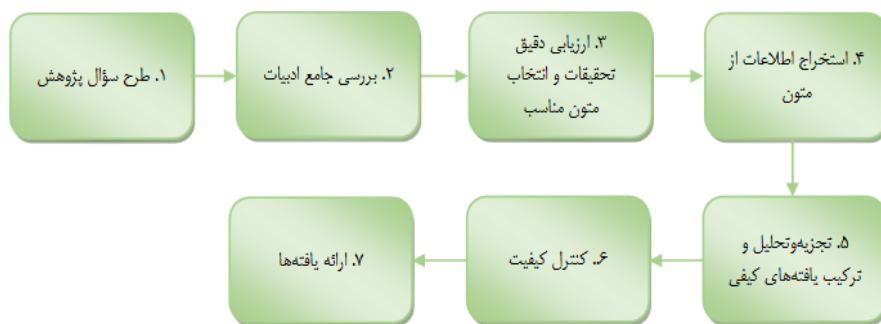 ۱. طرح سؤال پژوهش
۲. بررسی جامع ادبیات
۳. ارزیابی دقیق
تحقیقات و انتخاب
متون مناسب
۴. استخراج اطلاعات از
متون
۵. تجزیه‌وتحلیل و
ترکیب یافته‌های کیفی
۶. کنترل کیفیت
۷. ارائه یافته‌ها